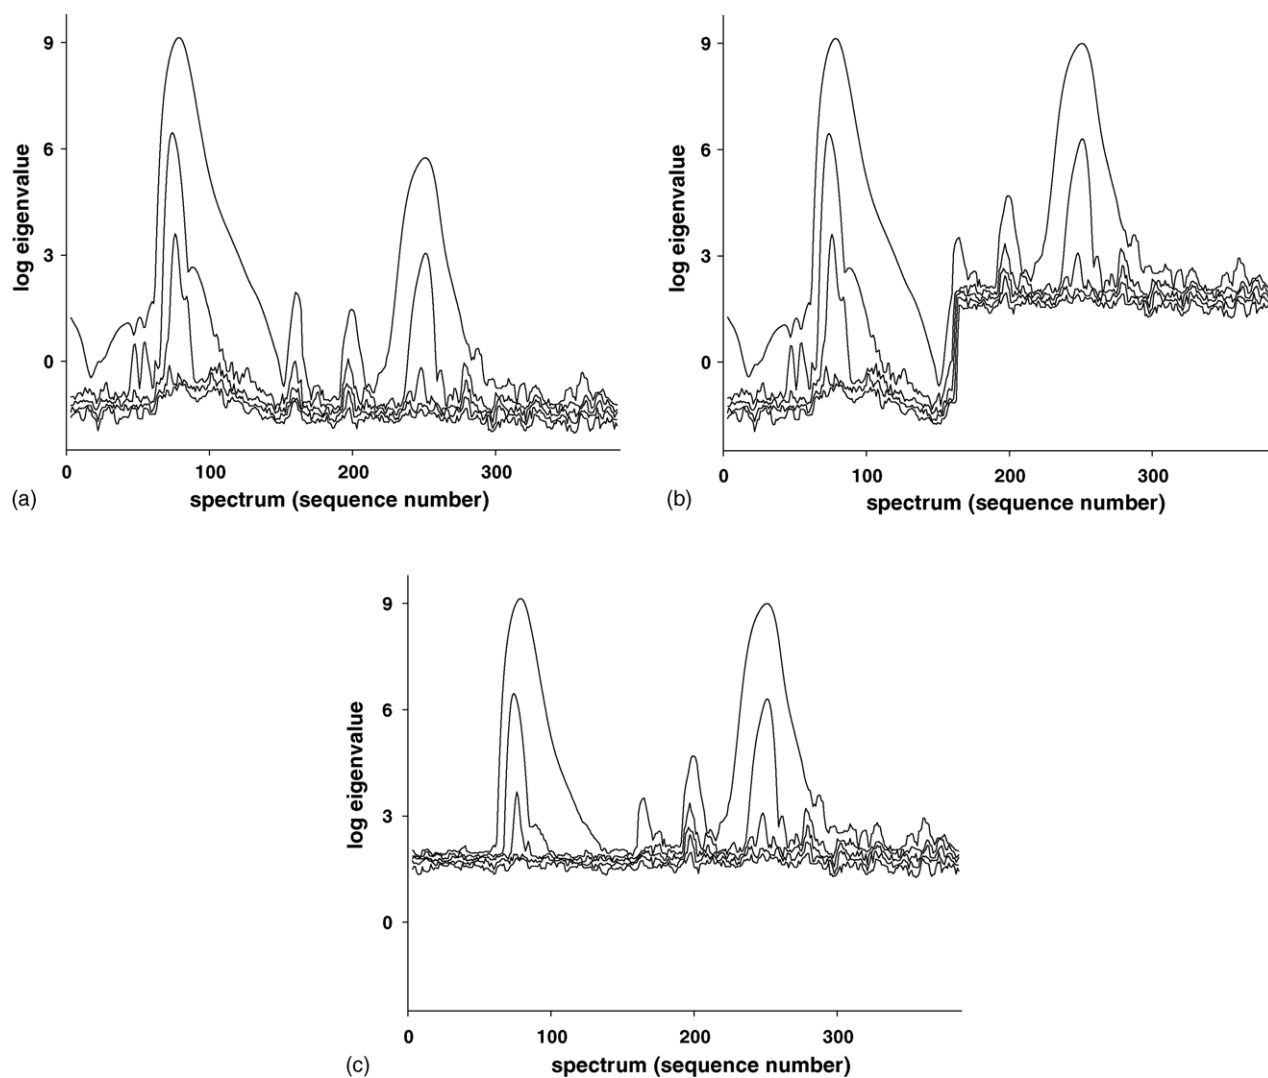 9
6
3
0
log eigenvalue
0 100 200 300
spectrum (sequence number)
(a)
9
6
3
0
log eigenvalue
0 100 200 300
spectrum (sequence number)
(b)
9
6
3
0
log eigenvalue
0 100 200 300
spectrum (sequence number)
(c)